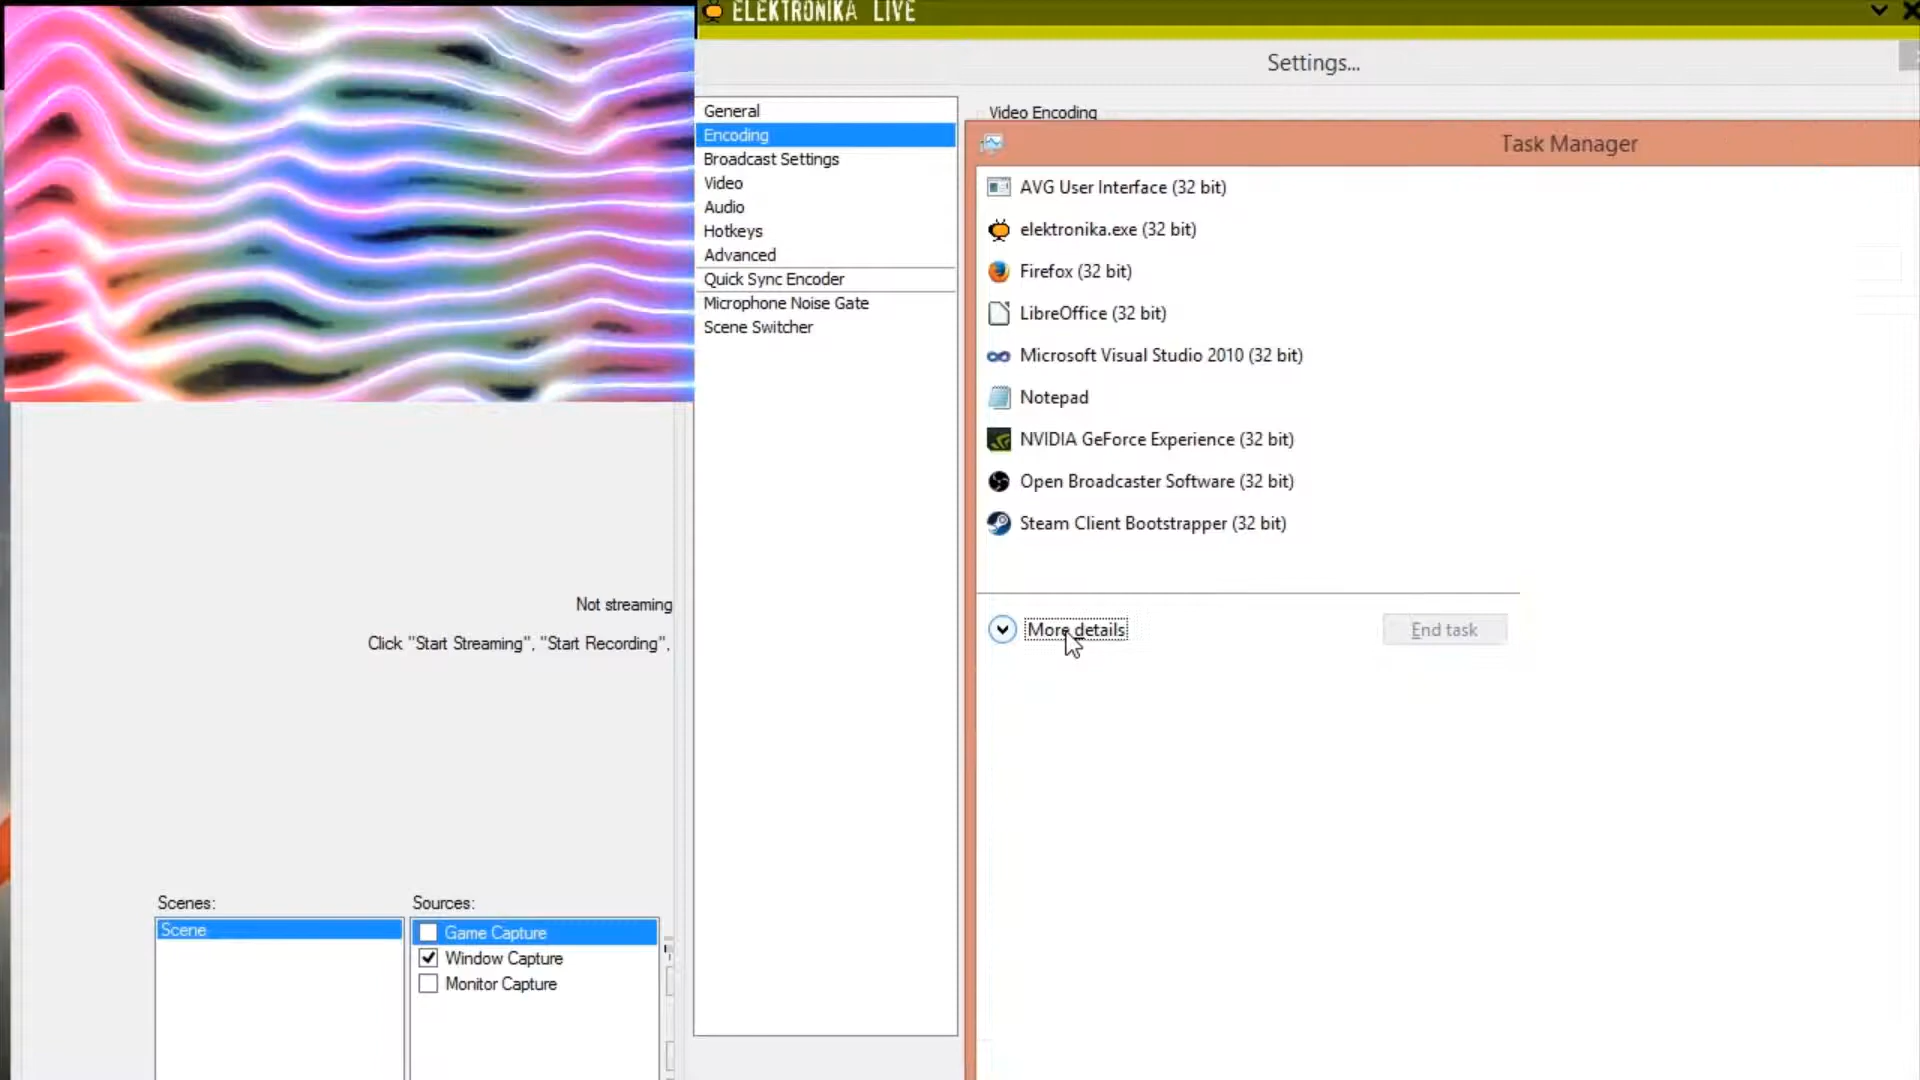 ELEKTRONIKA LIVE
Settings...
General
Encoding
Broadcast Settings
Video
Audio
Hotkeys
Advanced
Quick Sync Encoder
Microphone Noise Gate
Scene Switcher
Video Encoding
Task Manager
AVG User Interface (32 bit)
elektronika.exe (32 bit)
Firefox (32 bit)
LibreOffice (32 bit)
Microsoft Visual Studio 2010 (32 bit)
Notepad
NVIDIA GeForce Experience (32 bit)
Open Broadcaster Software (32 bit)
Steam Client Bootstrapper (32 bit)
More details
End task
Not streaming
Click "Start Streaming", "Start Recording",
Scenes:
Scene
Sources:
Game Capture
Window Capture
Monitor Capture